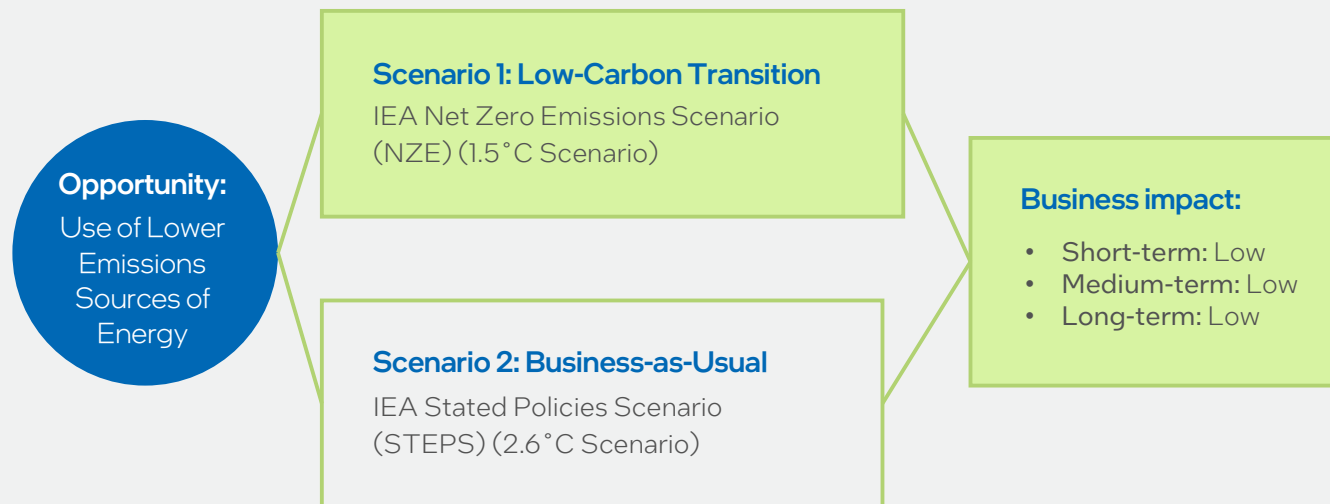 Opportunity:
Use of Lower
Emissions
Sources of
Energy
Scenario 1: Low-Carbon Transition
IEA Net Zero Emissions Scenario
(NZE) (1.5˚C Scenario)
Scenario 2: Business-as-Usual
IEA Stated Policies Scenario
(STEPS) (2.6˚C Scenario)
Business impact:
• Short-term: Low
• Medium-term: Low
• Long-term: Low